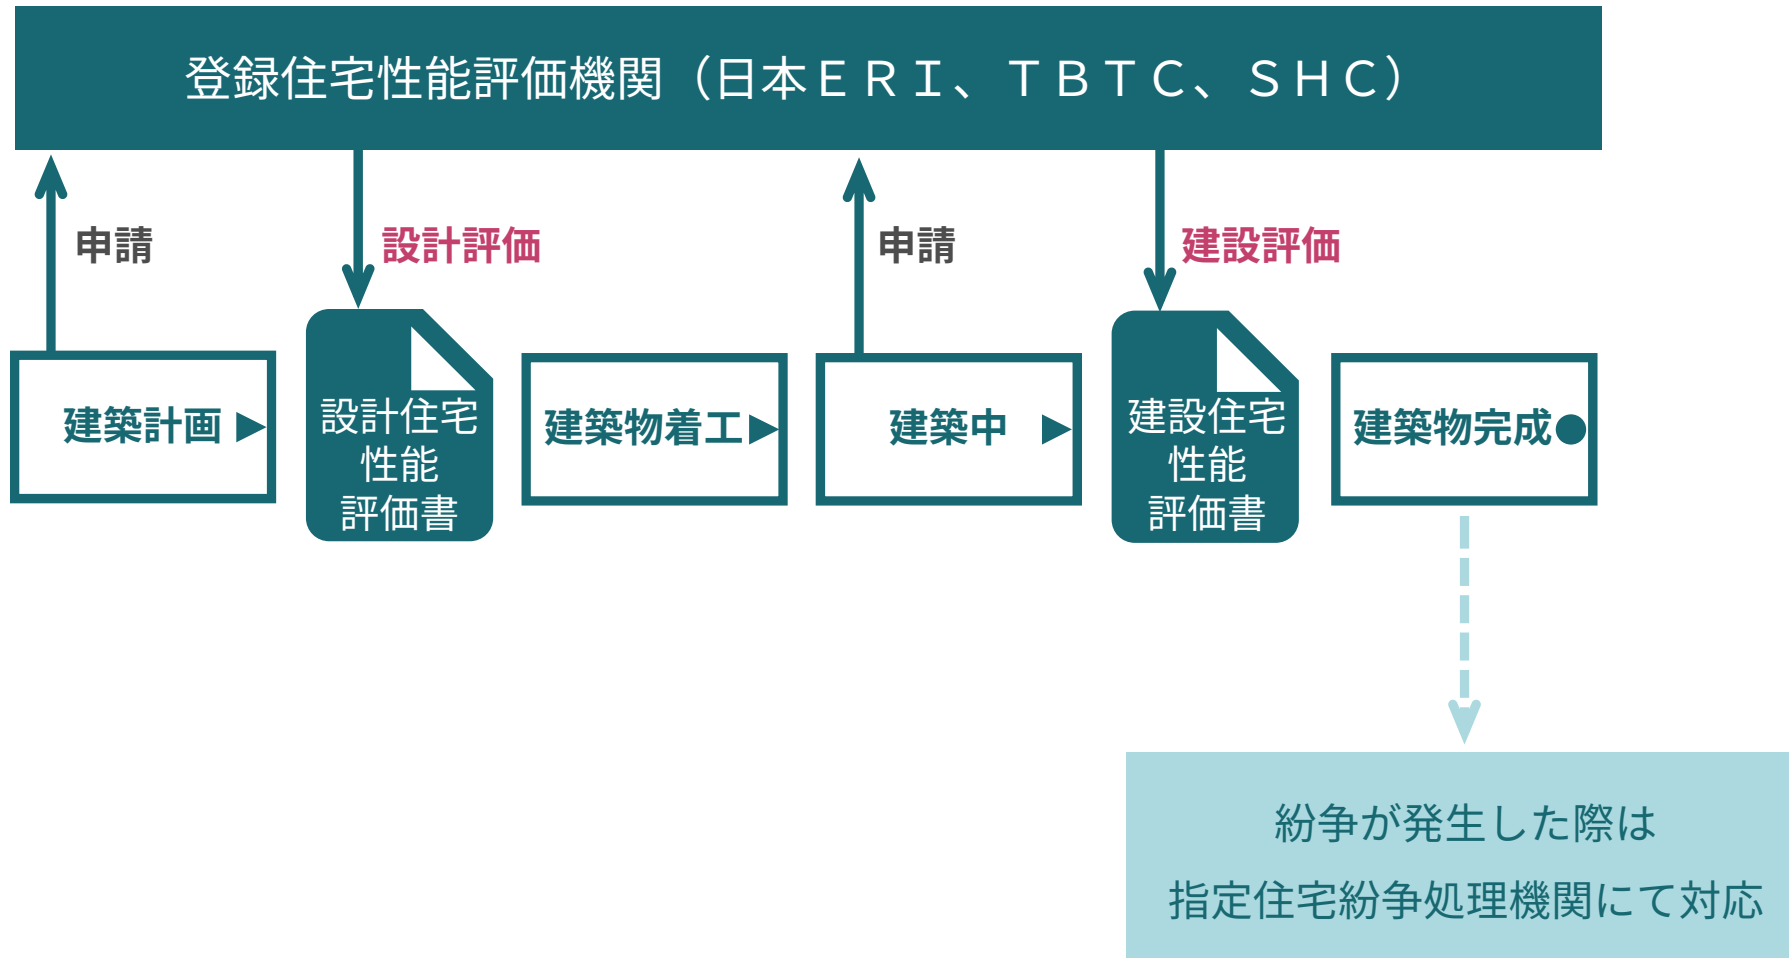 登録住宅性能評価機関（日本ＥＲＩ、ＴＢＴＣ、ＳＨＣ）
申請
設計評価
申請
建設評価
建築計画
設計住宅
性能
評価書
建築物着工
建築中
建設住宅
性能
評価書
建築物完成
紛争が発生した際は
指定住宅紛争処理機関にて対応